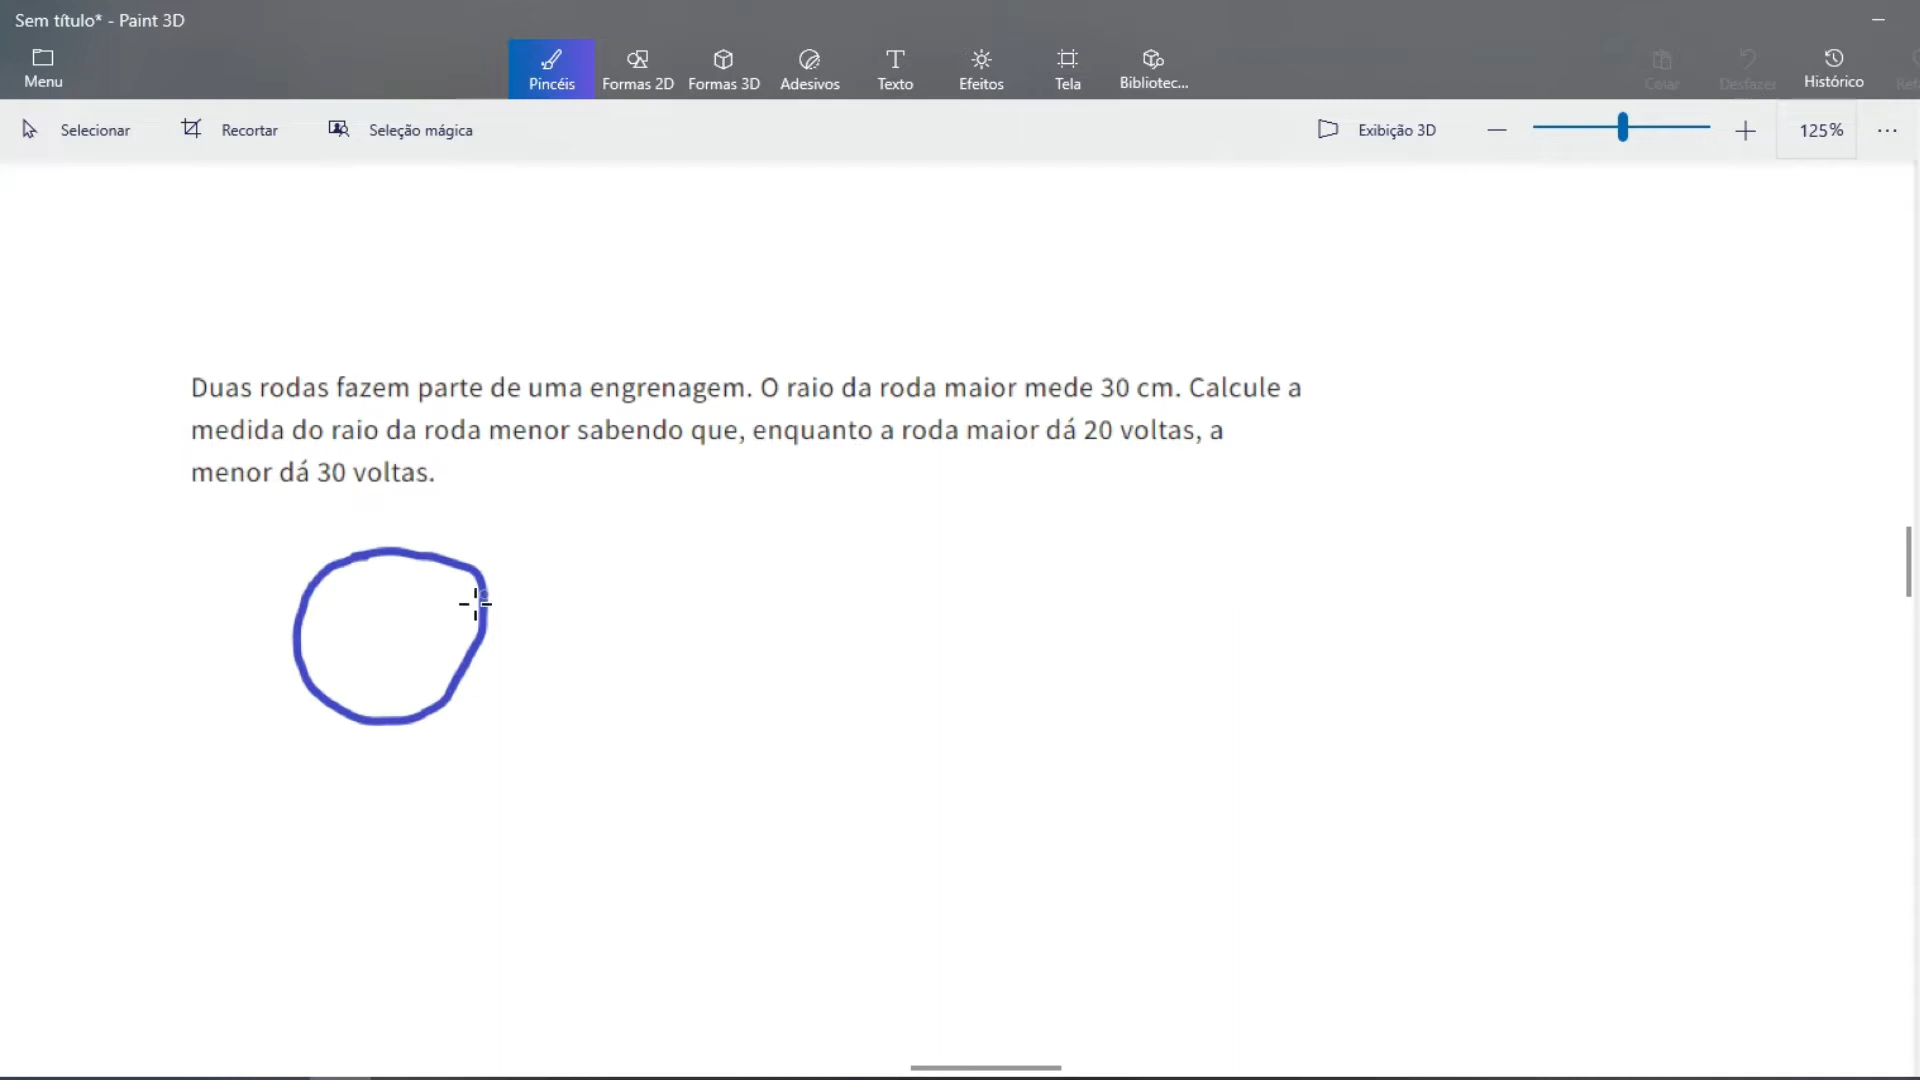 Sem título* - Paint 3D
Menu
Pincéis
Formas 2D
Formas 3D
Adesivos
Texto
Efeitos
Tela
Bibliotec...
Desfazer
Histórico
Selecionar
Recortar
Seleção mágica
Exibição 3D
125%
Duas rodas fazem parte de uma engrenagem. O raio da roda maior mede 30 cm. Calcule a
medida do raio da roda menor sabendo que, enquanto a roda maior dá 20 voltas, a
menor dá 30 voltas.